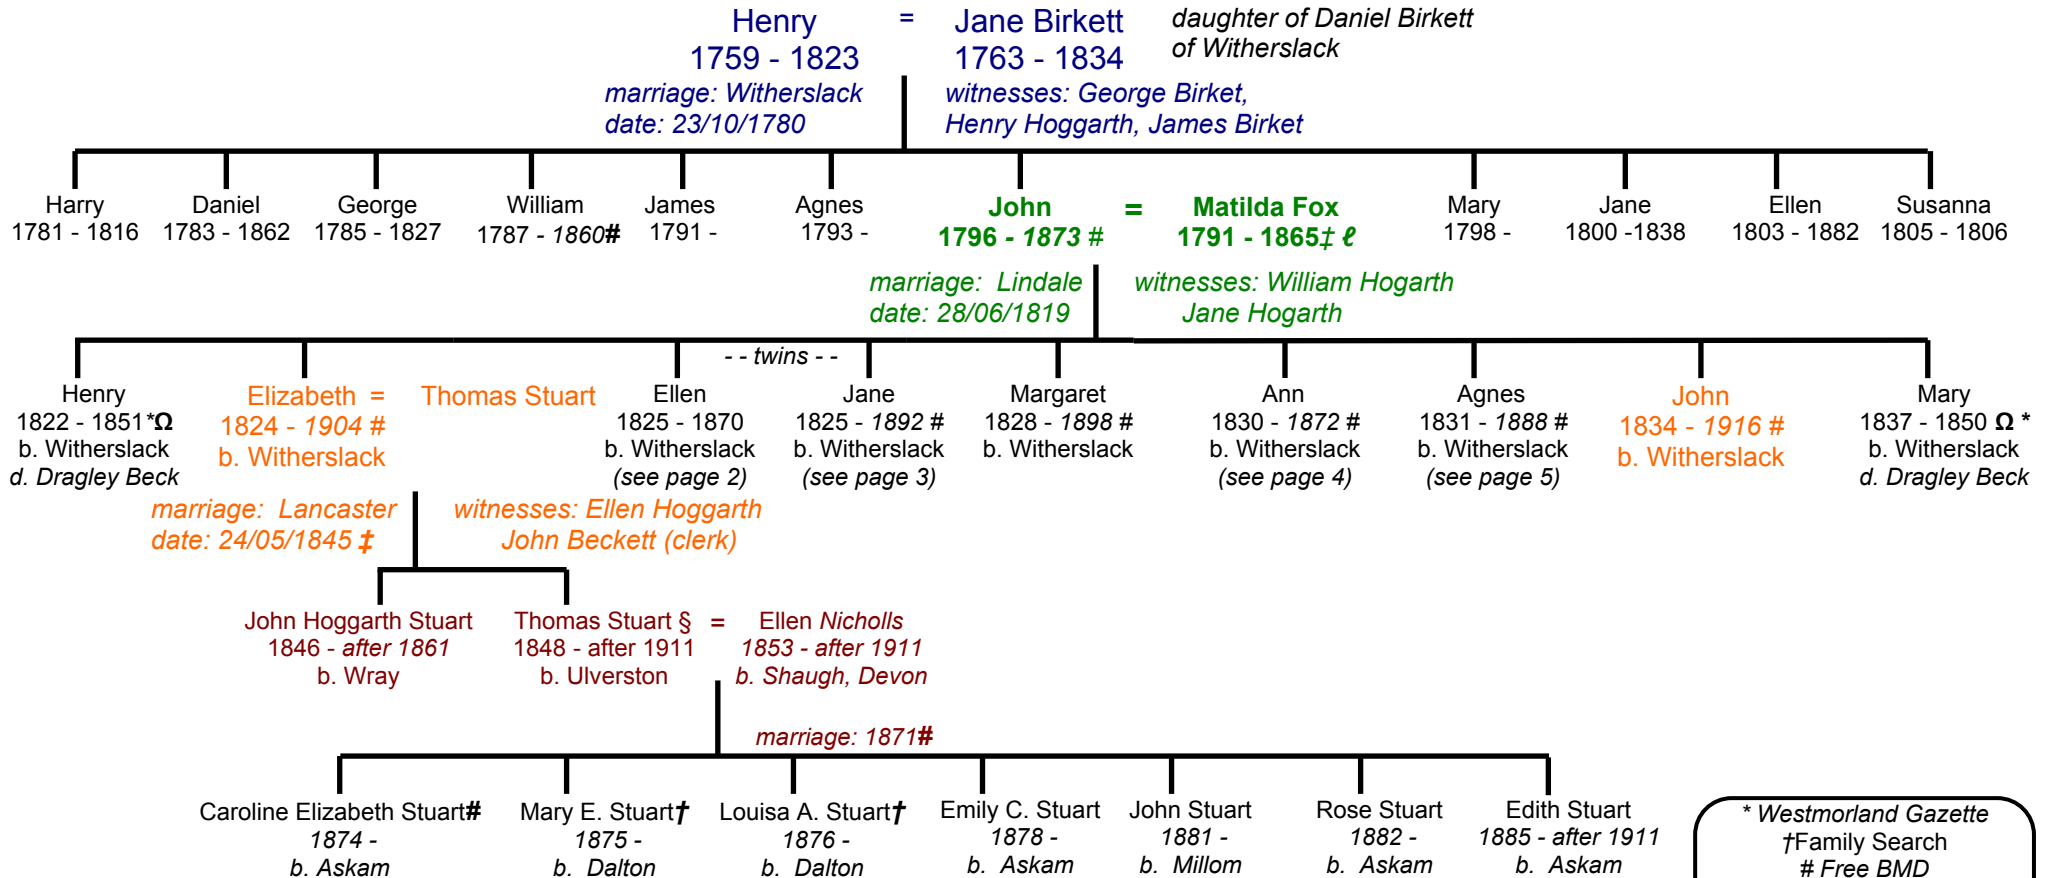 Henry = Jane Birkett daughter of Daniel Birkett
1759 - 1823 1763 - 1834 of Witherslack
marriage: Witherslack witnesses: George Birket,
date: 23/10/1780 Henry Hoggarth, James Birket
Harry Daniel George William James Agnes John = Matilda Fox Mary Jane Ellen Susanna
1781 - 1816 1783 - 1862 1785 - 1827 1787 - 1860# 1791 - 1793 - 1796 - 1873 # 1791 - 1865‡ ℓ 1798 - 1800 -1838 1803 - 1882 1805 - 1806
marriage: Lindale witnesses: William Hogarth
date: 28/06/1819 Jane Hogarth
- - twins - -
Henry Elizabeth = Thomas Stuart Ellen Jane Margaret Ann Agnes John Mary
1822 - 1851*Ω 1824 - 1904 # 1825 - 1870 1825 - 1892 # 1828 - 1898 # 1830 - 1872 # 1831 - 1888 # 1834 - 1916 # 1837 - 1850 Ω *
b. Witherslack b. Witherslack b. Witherslack b. Witherslack b. Witherslack b. Witherslack b. Witherslack b. Witherslack b. Witherslack
d. Dragley Beck (see page 2) (see page 3) (see page 4) (see page 5) d. Dragley Beck
marriage: Lancaster witnesses: Ellen Hoggarth
date: 24/05/1845 ‡ John Beckett (clerk)
John Hoggarth Stuart Thomas Stuart § = Ellen Nicholls
1846 - after 1861 1848 - after 1911 1853 - after 1911
b. Wray b. Ulverston b. Shaugh, Devon
marriage: 1871#
Caroline Elizabeth Stuart# Mary E. Stuart† Louisa A. Stuart† Emily C. Stuart John Stuart Rose Stuart Edith Stuart
1874 - 1875 - 1876 - 1878 - 1881 - 1882 - 1885 - after 1911
b. Askam b. Dalton b. Dalton b. Askam b. Millom b. Askam b. Askam
* Westmorland Gazette
†Family Search
# Free BMD